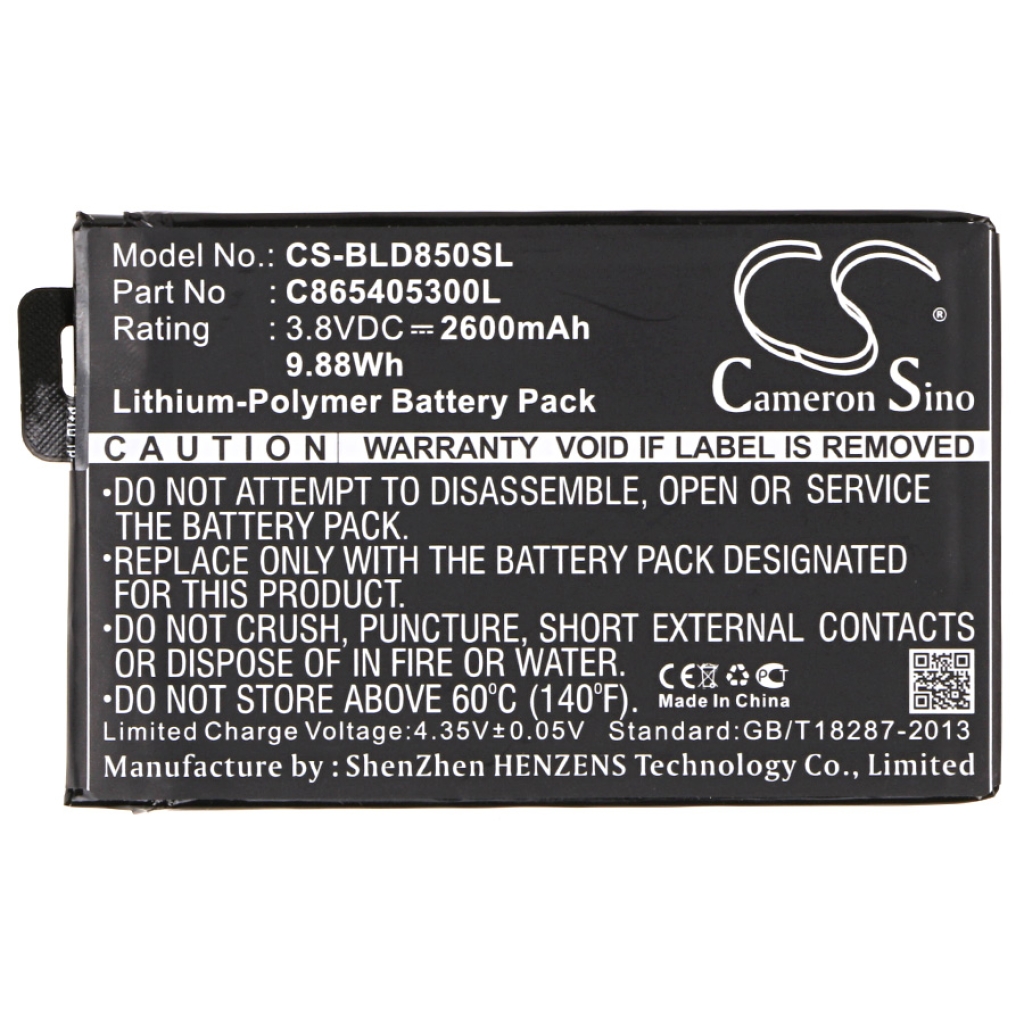 Model No.: CS-BLD850SL
Part No : C865405300L
Rating : 3.8VDC ⎓ 2600mAh
9.88Wh
Lithium-Polymer Battery Pack
CS
®
Cameron Sino
CAUTION WARRANTY VOID IF LABEL IS REMOVED
•DO NOT ATTEMPT TO DISASSEMBLE, OPEN OR SERVICE
THE BATTERY PACK.
•REPLACE ONLY WITH THE BATTERY PACK DESIGNATED
FOR THIS PRODUCT.
•DO NOT CRUSH, PUNCTURE, SHORT EXTERNAL CONTACTS
OR DISPOSE OF IN FIRE OR WATER.
•DO NOT STORE ABOVE 60°C (140°F).
CE PCT
Made In China
Limited Charge Voltage:4.35V±0.05V Standard:GB/T18287-2013
Manufacture by : ShenZhen HENZENS Technology Co., Limited